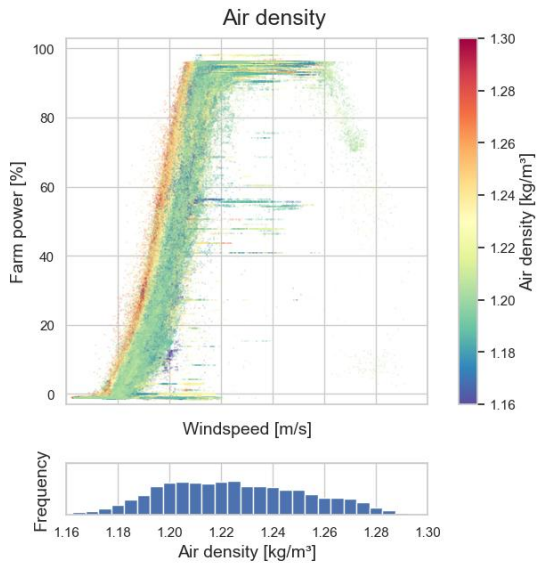 Air density
100
80
60
40
20
0
Farm power [%]
Windspeed [m/s]
1.30
1.28
1.26
1.24
1.22
1.20
1.18
1.16
Air density [kg/m³]
Frequency
1.16 1.18 1.20 1.22 1.24 1.26 1.28 1.30
Air density [kg/m³]